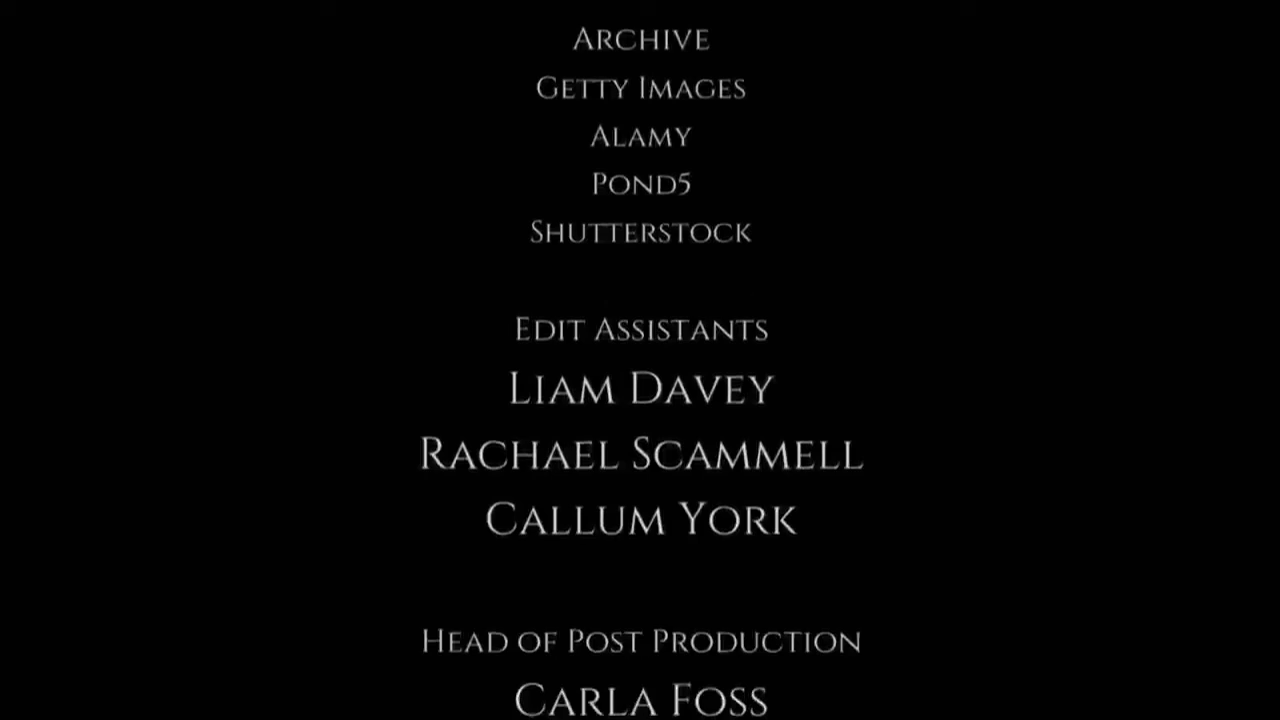 Archive
Getty Images
Alamy
Pond5
Shutterstock
Edit Assistants
Liam Davey
Rachael Scammell
Callum York
Head of Post Production
Carla Foss